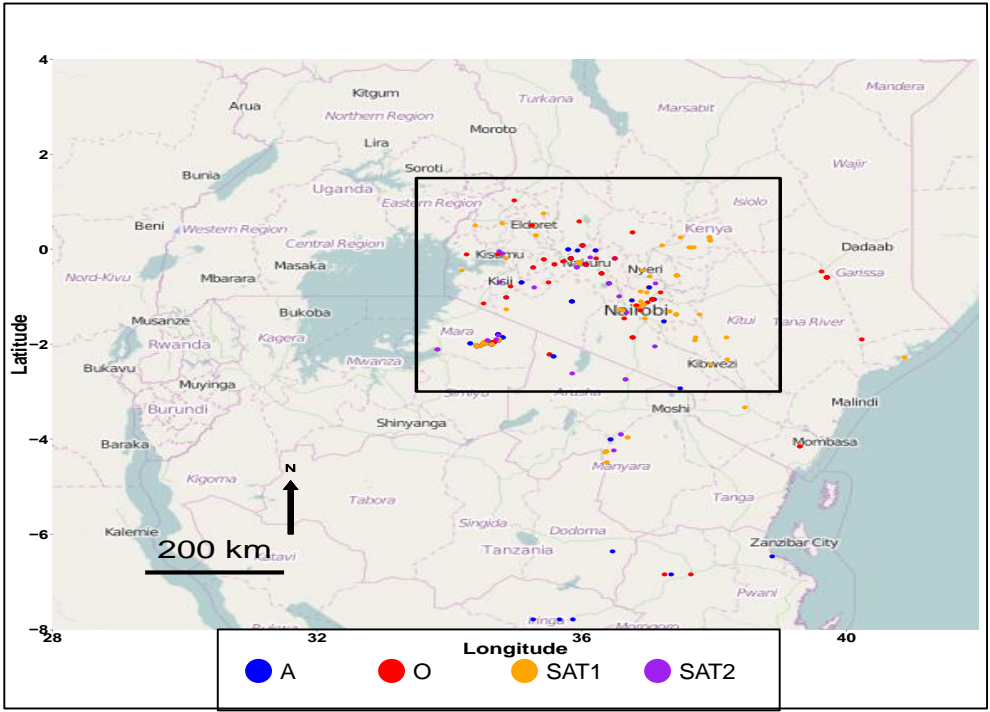 4
Mandera
Kitgum
Turkana
Arua
Marsabit
Northern Region
Moroto
Lira
2
Wajir
Soroti
Bunia
Uganda
Eastern Region
Isiolo
Beni
Western Region
Eldoret
Kenya
Central Region
0
Kisumu
Dadaab
Masaka
Nakuru
Nyeri
Garissa
Nord-Kivu
Mbarara
Kisii
Bukoba
Nairobi
Musanze
Kitui
Tana River
Mara
Kagera
Rwanda
−2
Mwanza
Bukavu
Kibwezi
Muyinga
Simiyu
Arusha
Malindi
Burundi
Moshi
Shinyanga
−4
Baraka
Mombasa
Manyara
N
Kigoma
Tabora
Tanga
Singida
Dodoma
Kalemie
−6
200 km
Tanzania
Zanzibar City
Katavi
Pwani
Iringa
Morogoro
Rukwa
−8
28
32
36
40
Latitude
Longitude
A
O
SAT1
SAT2